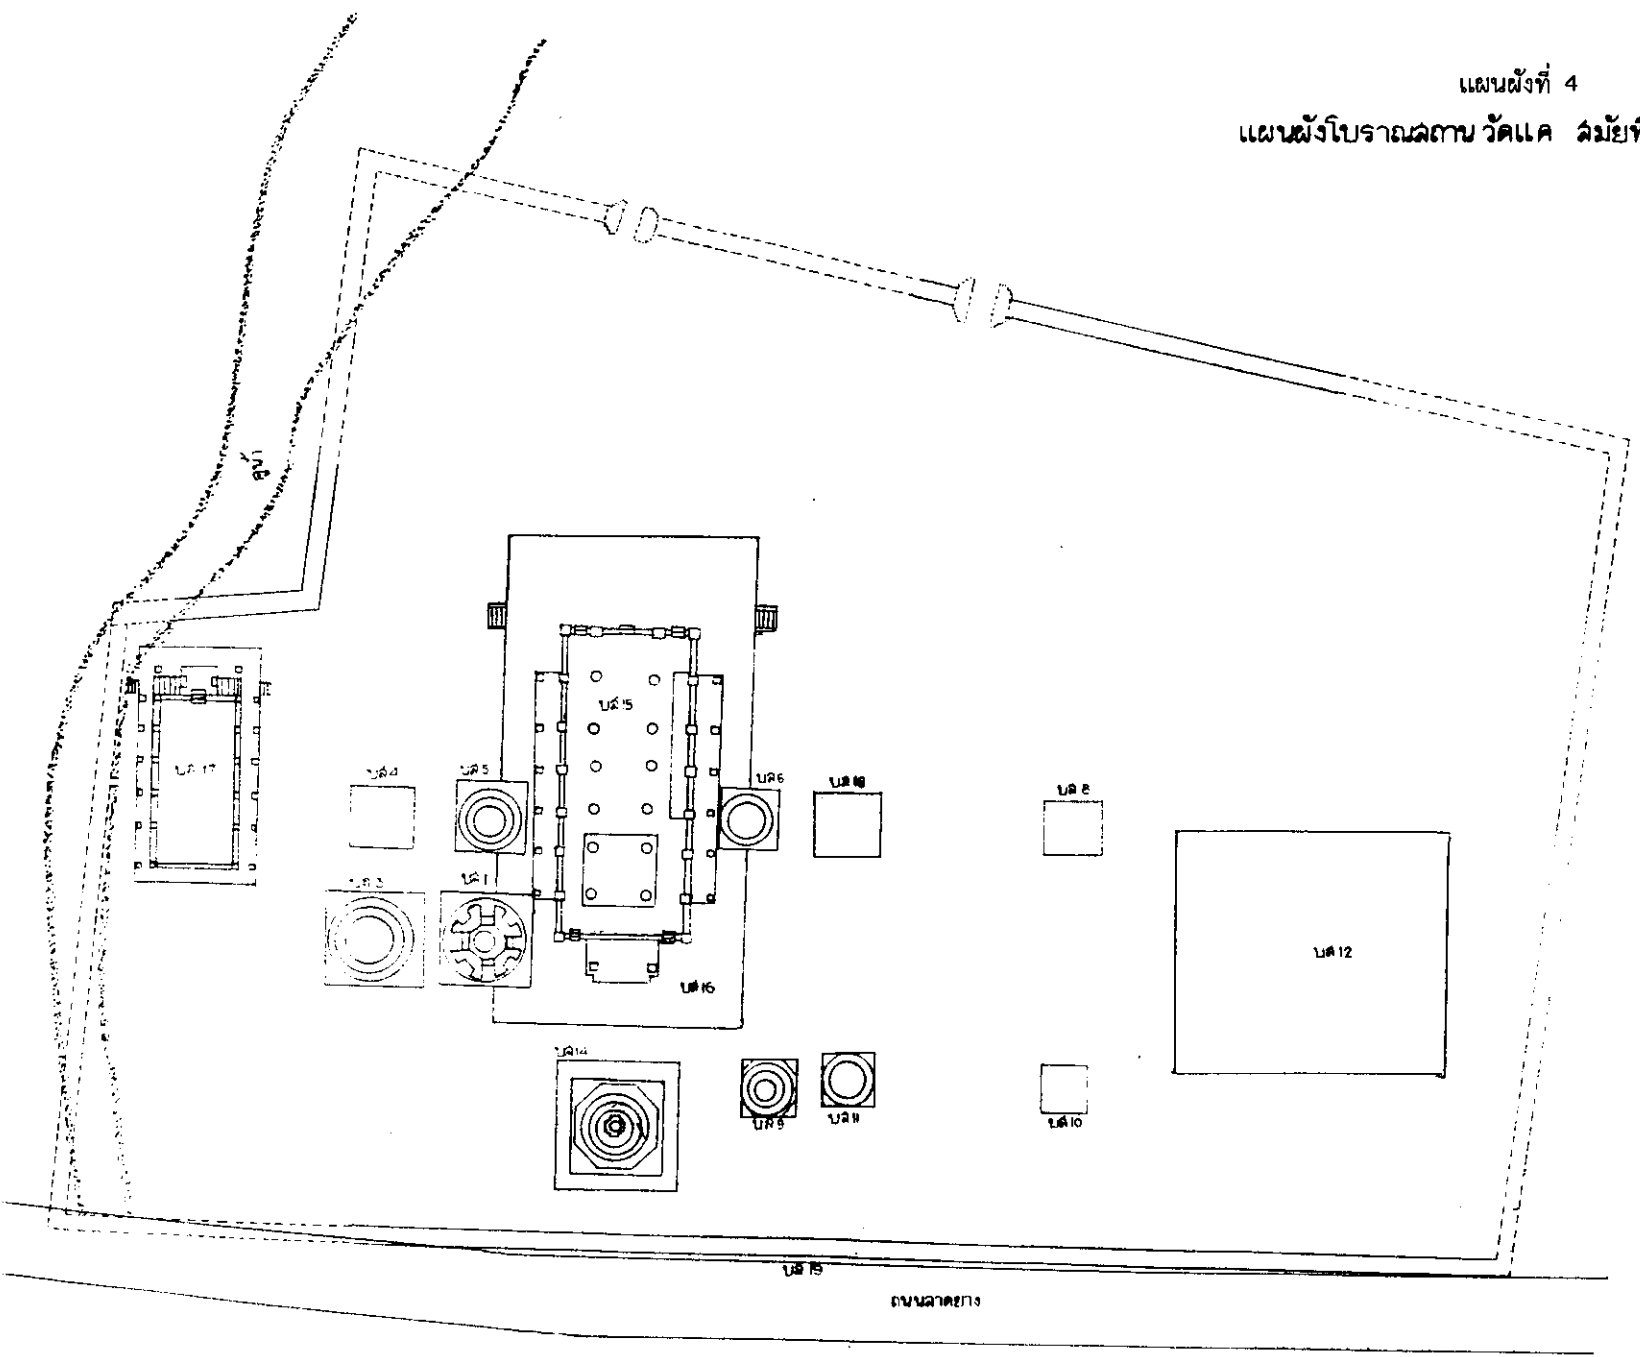 แผนผังที่ 4
แผนผังโบราณสถาน วัดแค สมัยที่
คูน้ำ
บส 15
บส 17
บส 4
บส 5
บส 6
บส 18
บส 8
บส 3
บส 1
บส 12
บส 16
บส 14
บส 9
บส 11
บส 10
บส 19
ถนนลาดยาง